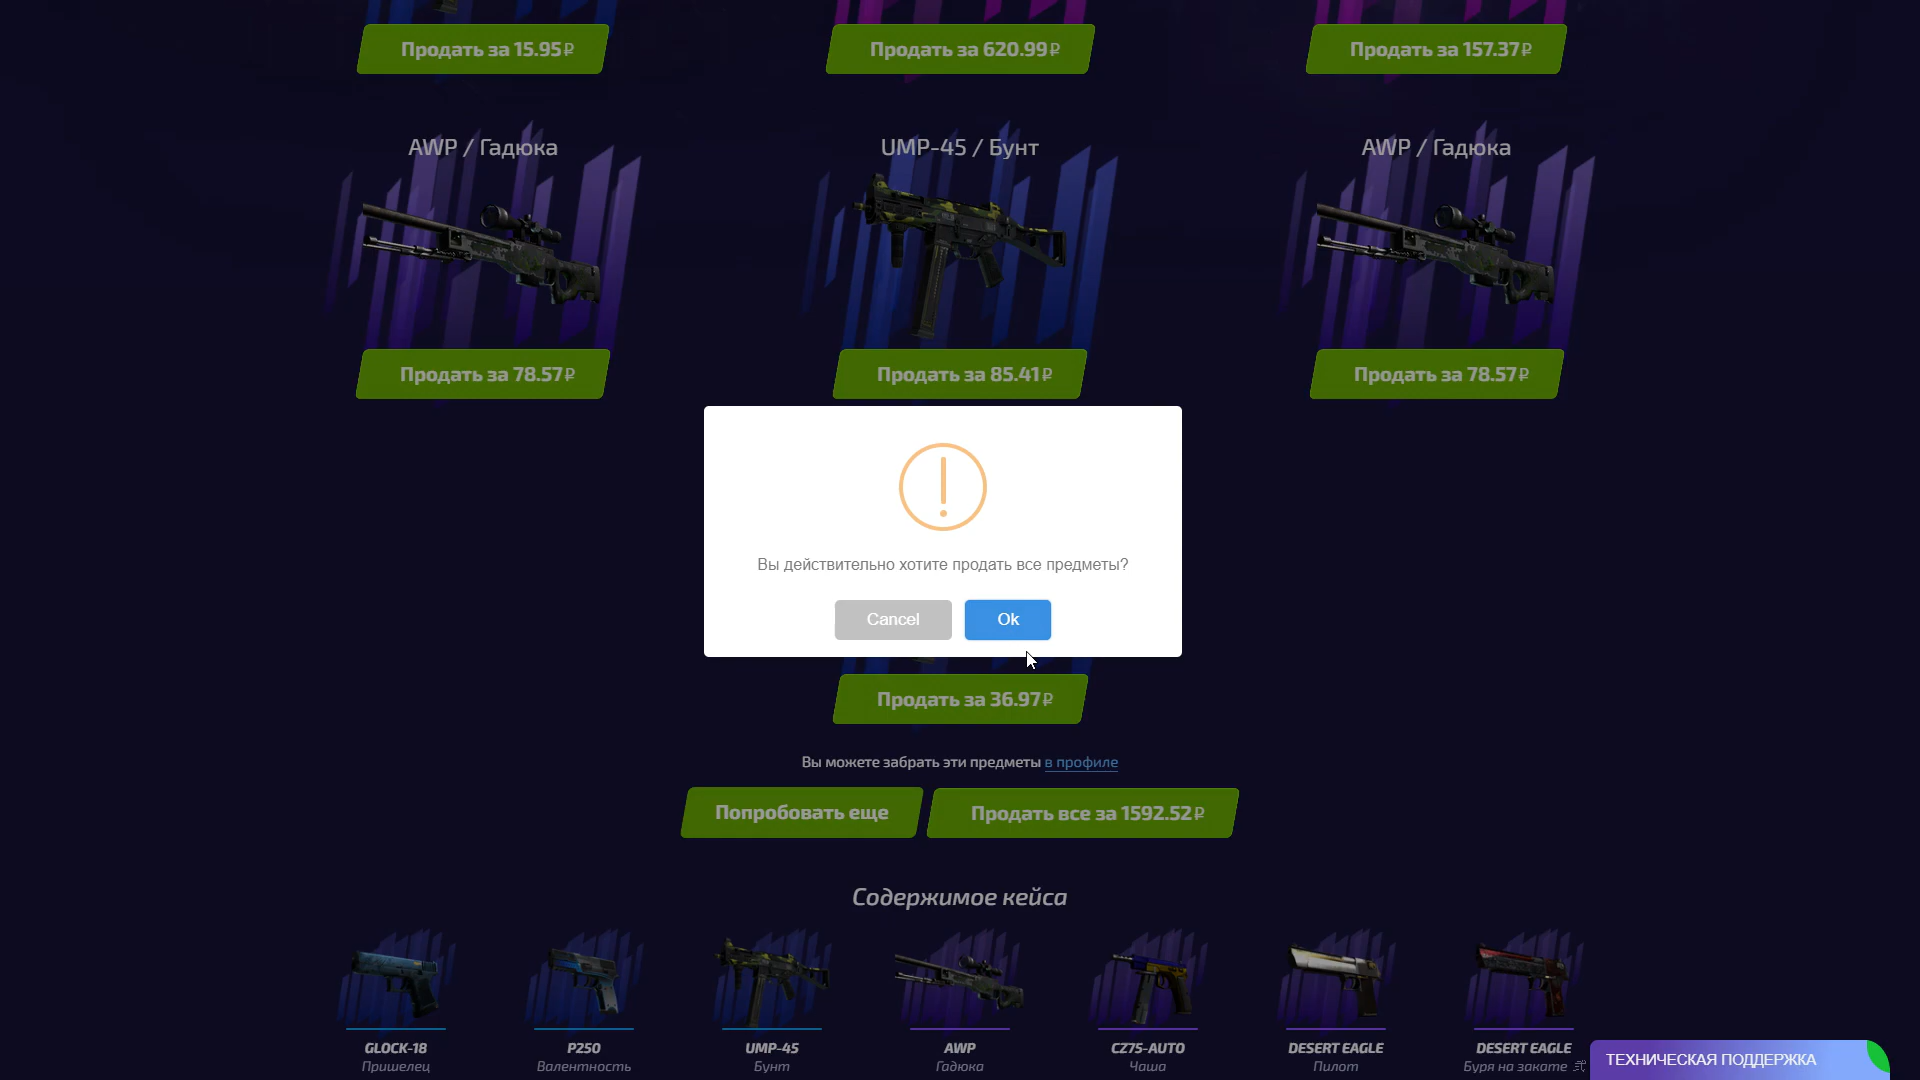 Продать за 15.95₽
Продать за 620.99₽
Продать за 157.37₽
AWP / Гадюка
UMP-45 / Бунт
AWP / Гадюка
Продать за 78.57₽
Продать за 85.41₽
Продать за 78.57₽
Вы действительно хотите продать все предметы?
Cancel
Ok
Продать за 36.97₽
Вы можете забрать эти предметы в профиле
Попробовать еще
Продать все за 1592.52₽
Содержимое кейса
GLOCK-18
Пришелец
P250
Валентность
UMP-45
Бунт
AWP
Гадюка
CZ75-AUTO
Чаша
DESERT EAGLE
Пилот
DESERT EAGLE
Буря на закате
ТЕХНИЧЕСКАЯ ПОДДЕРЖКА